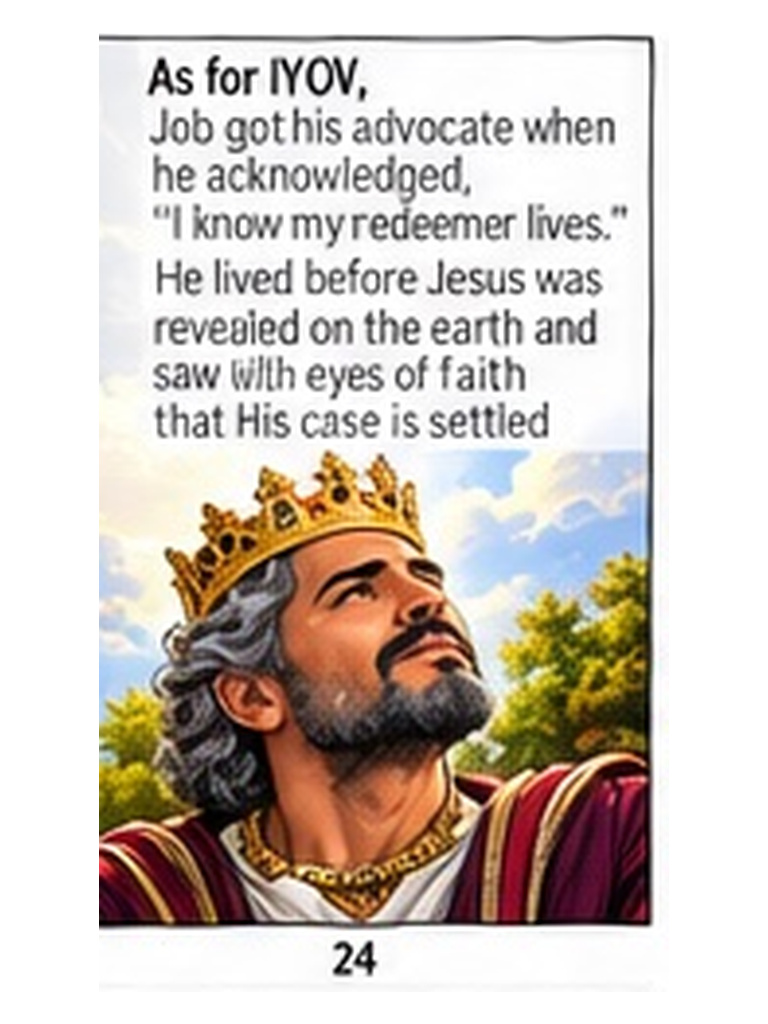 As for IYOV,
Job got his advocate when
he acknowledged,
"I know my redeemer lives."
He lived before Jesus was
revealed on the earth and
saw with eyes of faith
that His case is settled
24